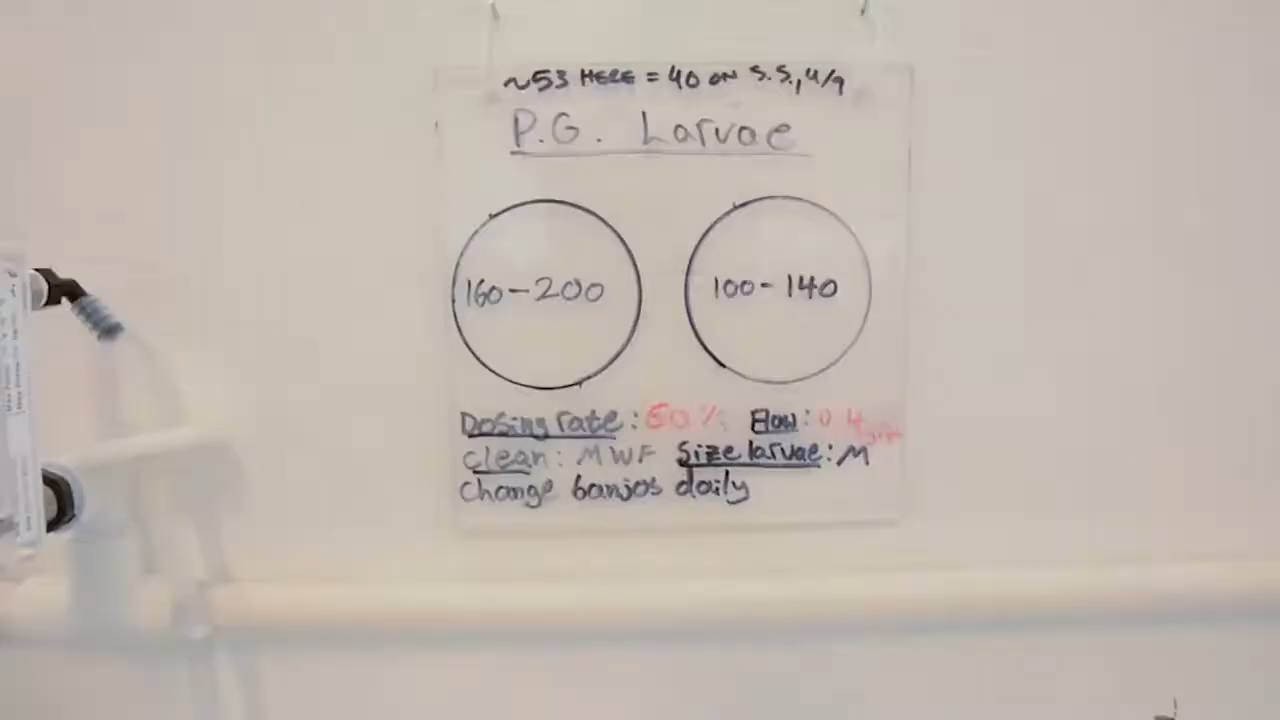 ~53 HERE = 40 ON S.S., 4/9
P.G. Larvae
160-200
100-140
Dosing rate: 60% Flow: 0.4
Clean: MWF Size larvae: M
Change banjos daily